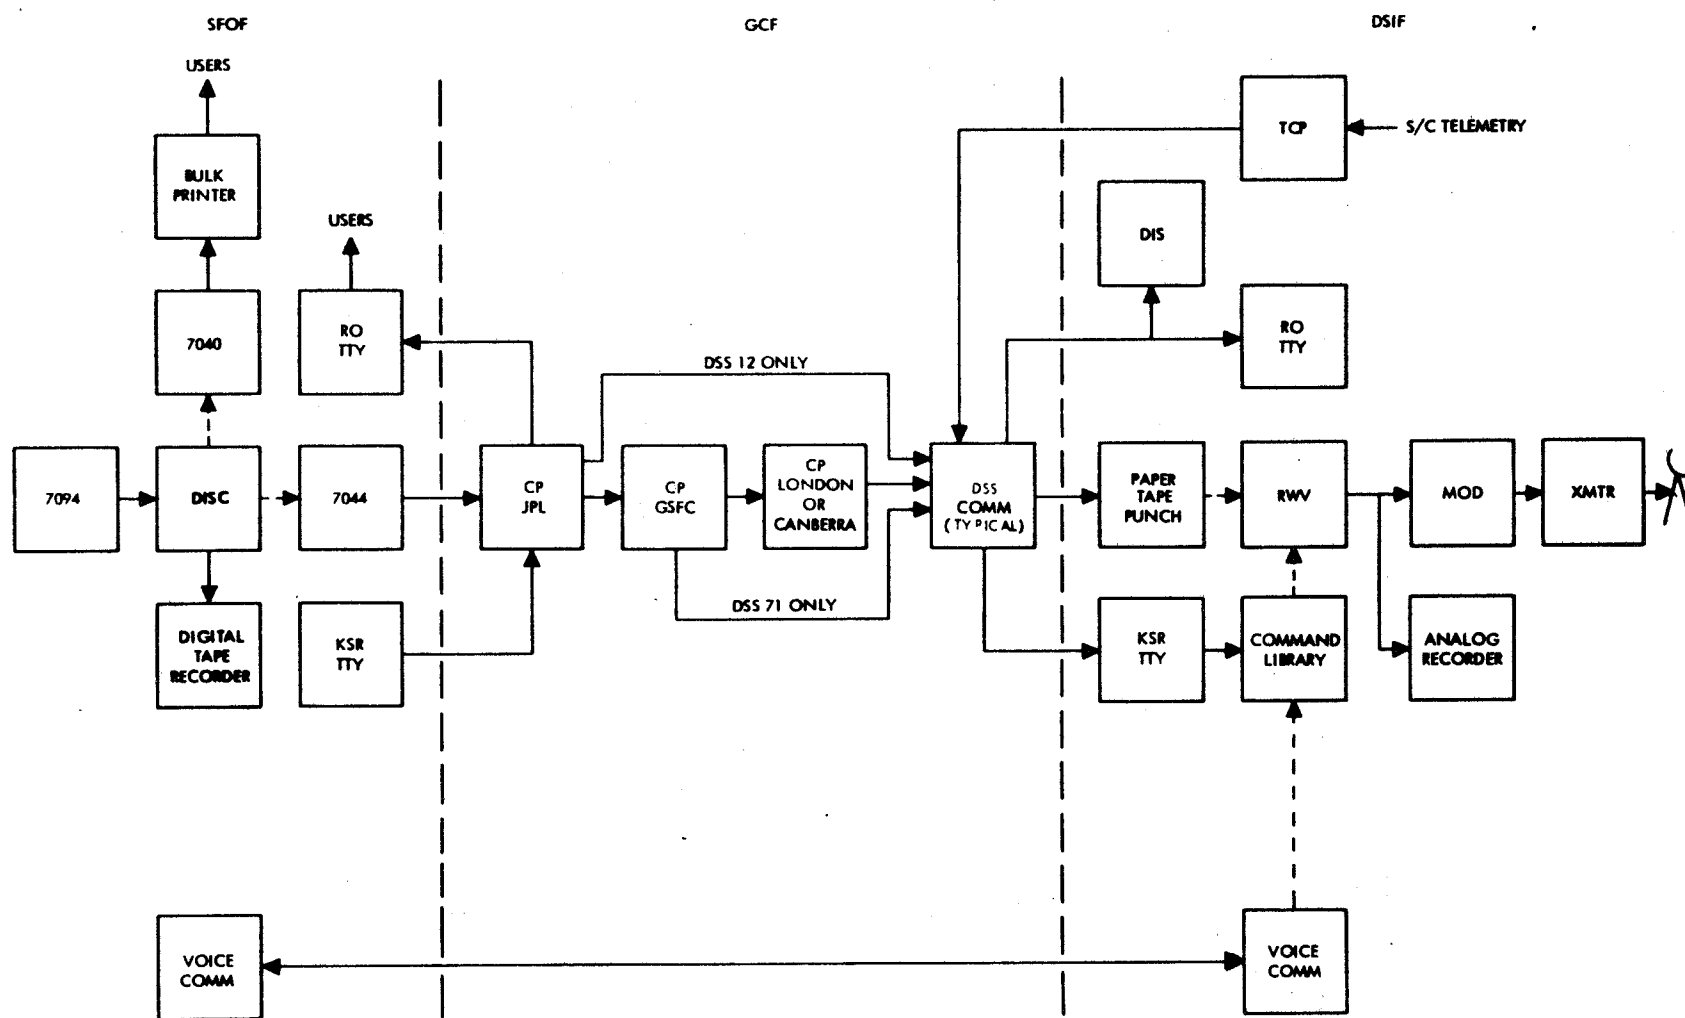 SFOF
GCF
DSIF
USERS
TCP
S/C TELEMETRY
BULK
PRINTER
USERS
DIS
7040
RO
TTY
RO
TTY
DSS 12 ONLY
7094
DISC
7044
CP
JPL
CP
GSFC
CP
LONDON
OR
CANBERRA
DSS
COMM
(TYPICAL)
PAPER
TAPE
PUNCH
RWV
MOD
XMTR
DSS 71 ONLY
DIGITAL
TAPE
RECORDER
KSR
TTY
KSR
TTY
COMMAND
LIBRARY
ANALOG
RECORDER
VOICE
COMM
VOICE
COMM